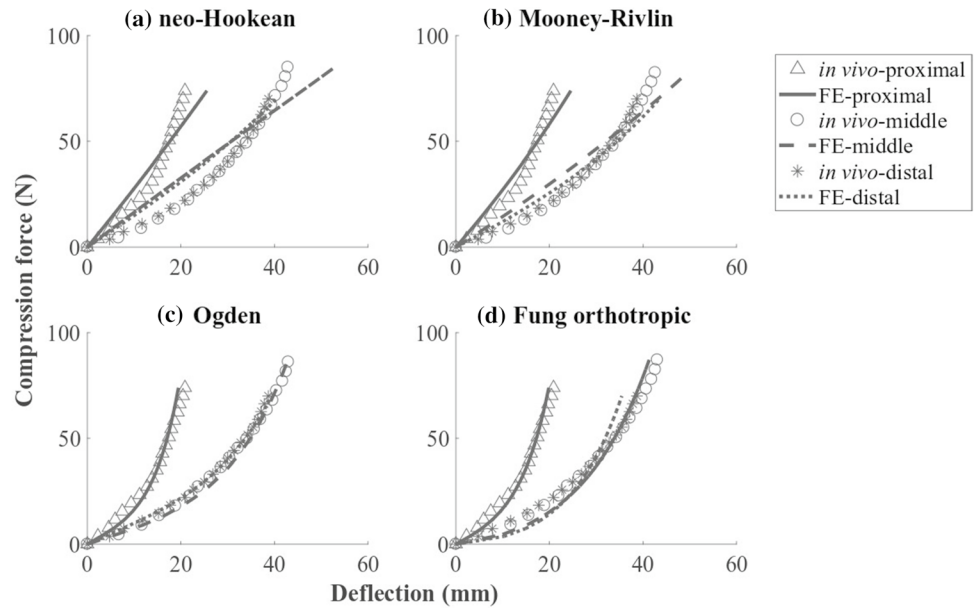 (a) neo-Hookean
(b) Mooney-Rivlin
100
50
0
0 20 40 60
100
50
0
0 20 40 60
in vivo-proximal
FE-proximal
in vivo-middle
FE-middle
in vivo-distal
FE-distal
(c) Ogden
(d) Fung orthotropic
100
50
0
0 20 40 60
100
50
0
0 20 40 60
Compression force (N)
Deflection (mm)